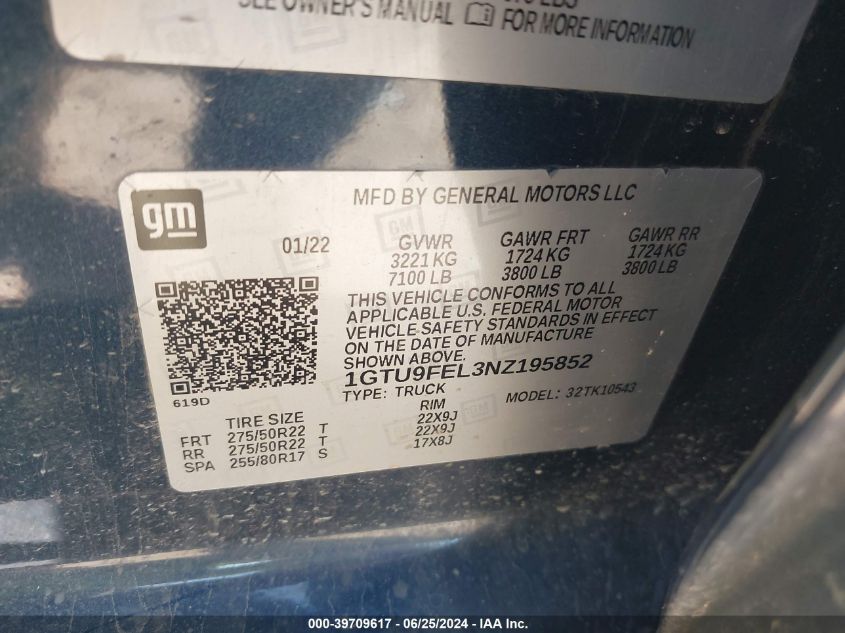 SEE OWNER'S MANUAL FOR MORE INFORMATION
gm
MFD BY GENERAL MOTORS LLC
01/22
GVWR GAWR FRT GAWR RR
3221 KG 1724 KG 1724 KG
7100 LB 3800 LB 3800 LB
THIS VEHICLE CONFORMS TO ALL
APPLICABLE U.S. FEDERAL MOTOR
VEHICLE SAFETY STANDARDS IN EFFECT
ON THE DATE OF MANUFACTURE
SHOWN ABOVE.
1GTU9FEL3NZ195852
TYPE: TRUCK MODEL: 32TK10543
619D
TIRE SIZE RIM
FRT 275/50R22 T 22X9J
RR 275/50R22 T 22X9J
SPA 255/80R17 S 17X8J
000-39709617 - 06/25/2024 - IAA Inc.